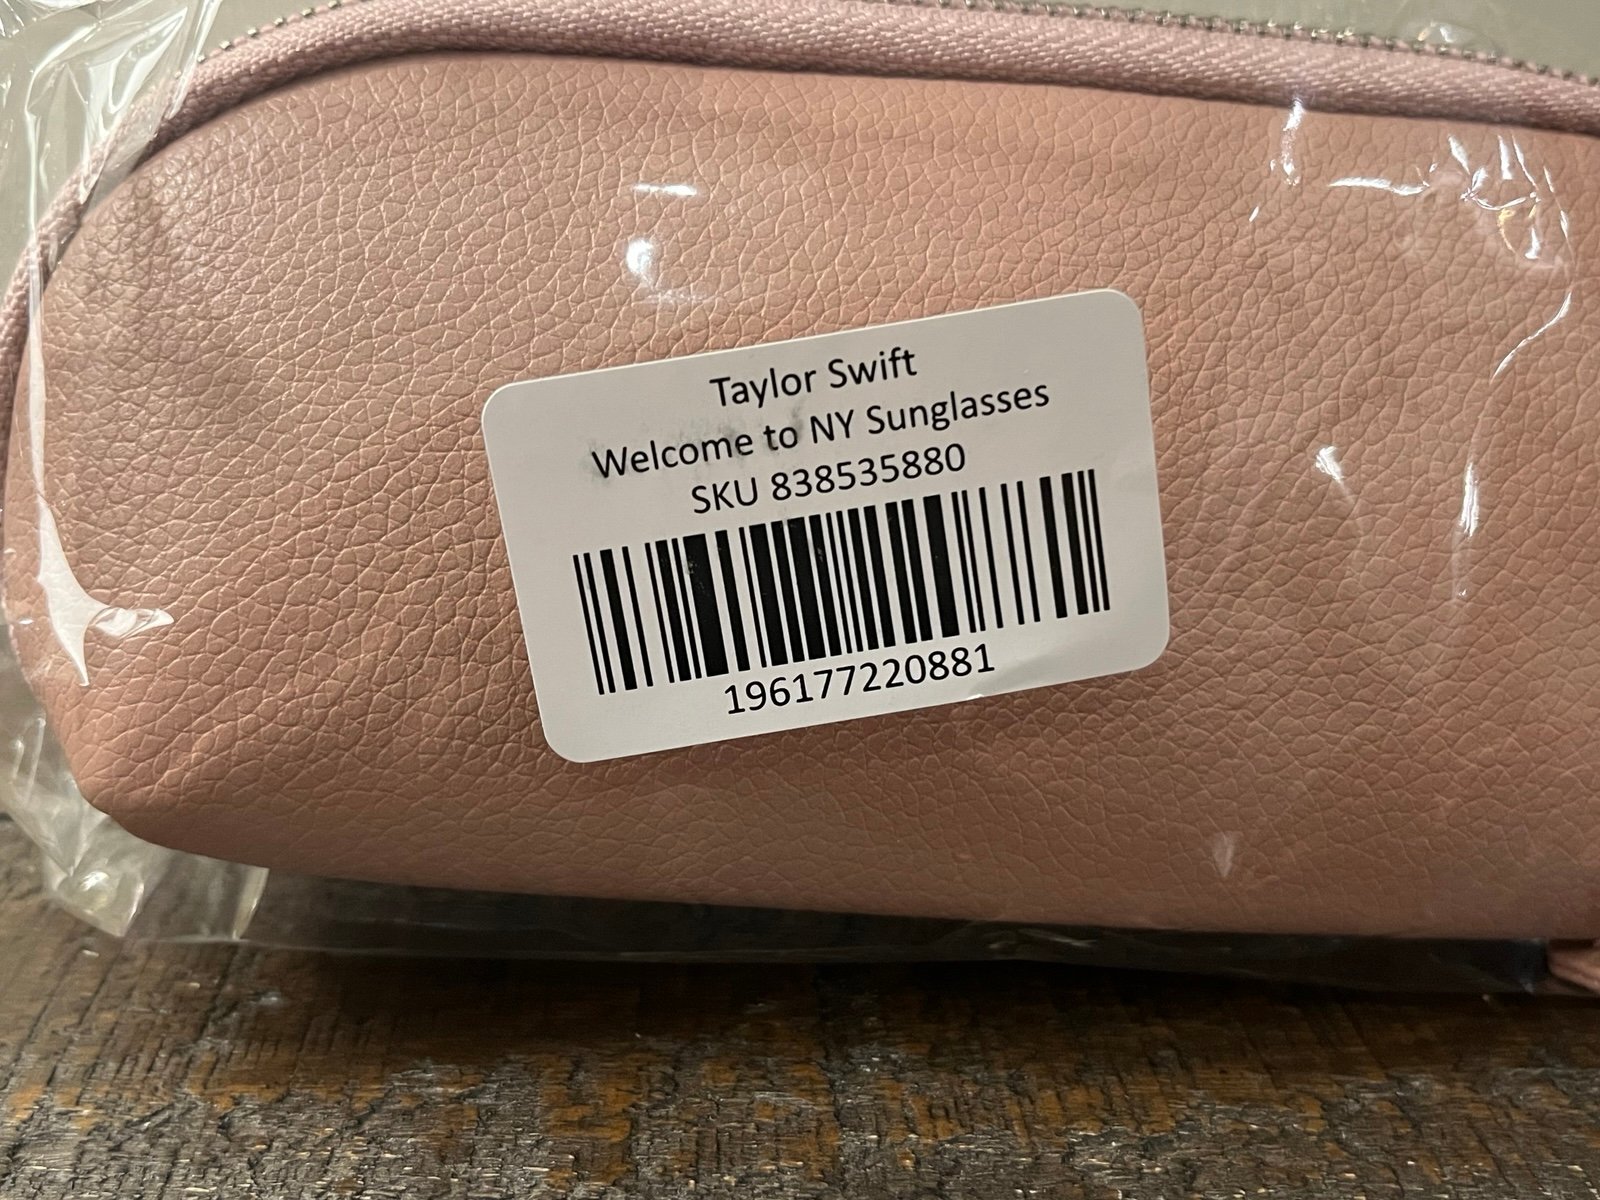 Taylor Swift
Welcome to NY Sunglasses
SKU 838535880
196177220881